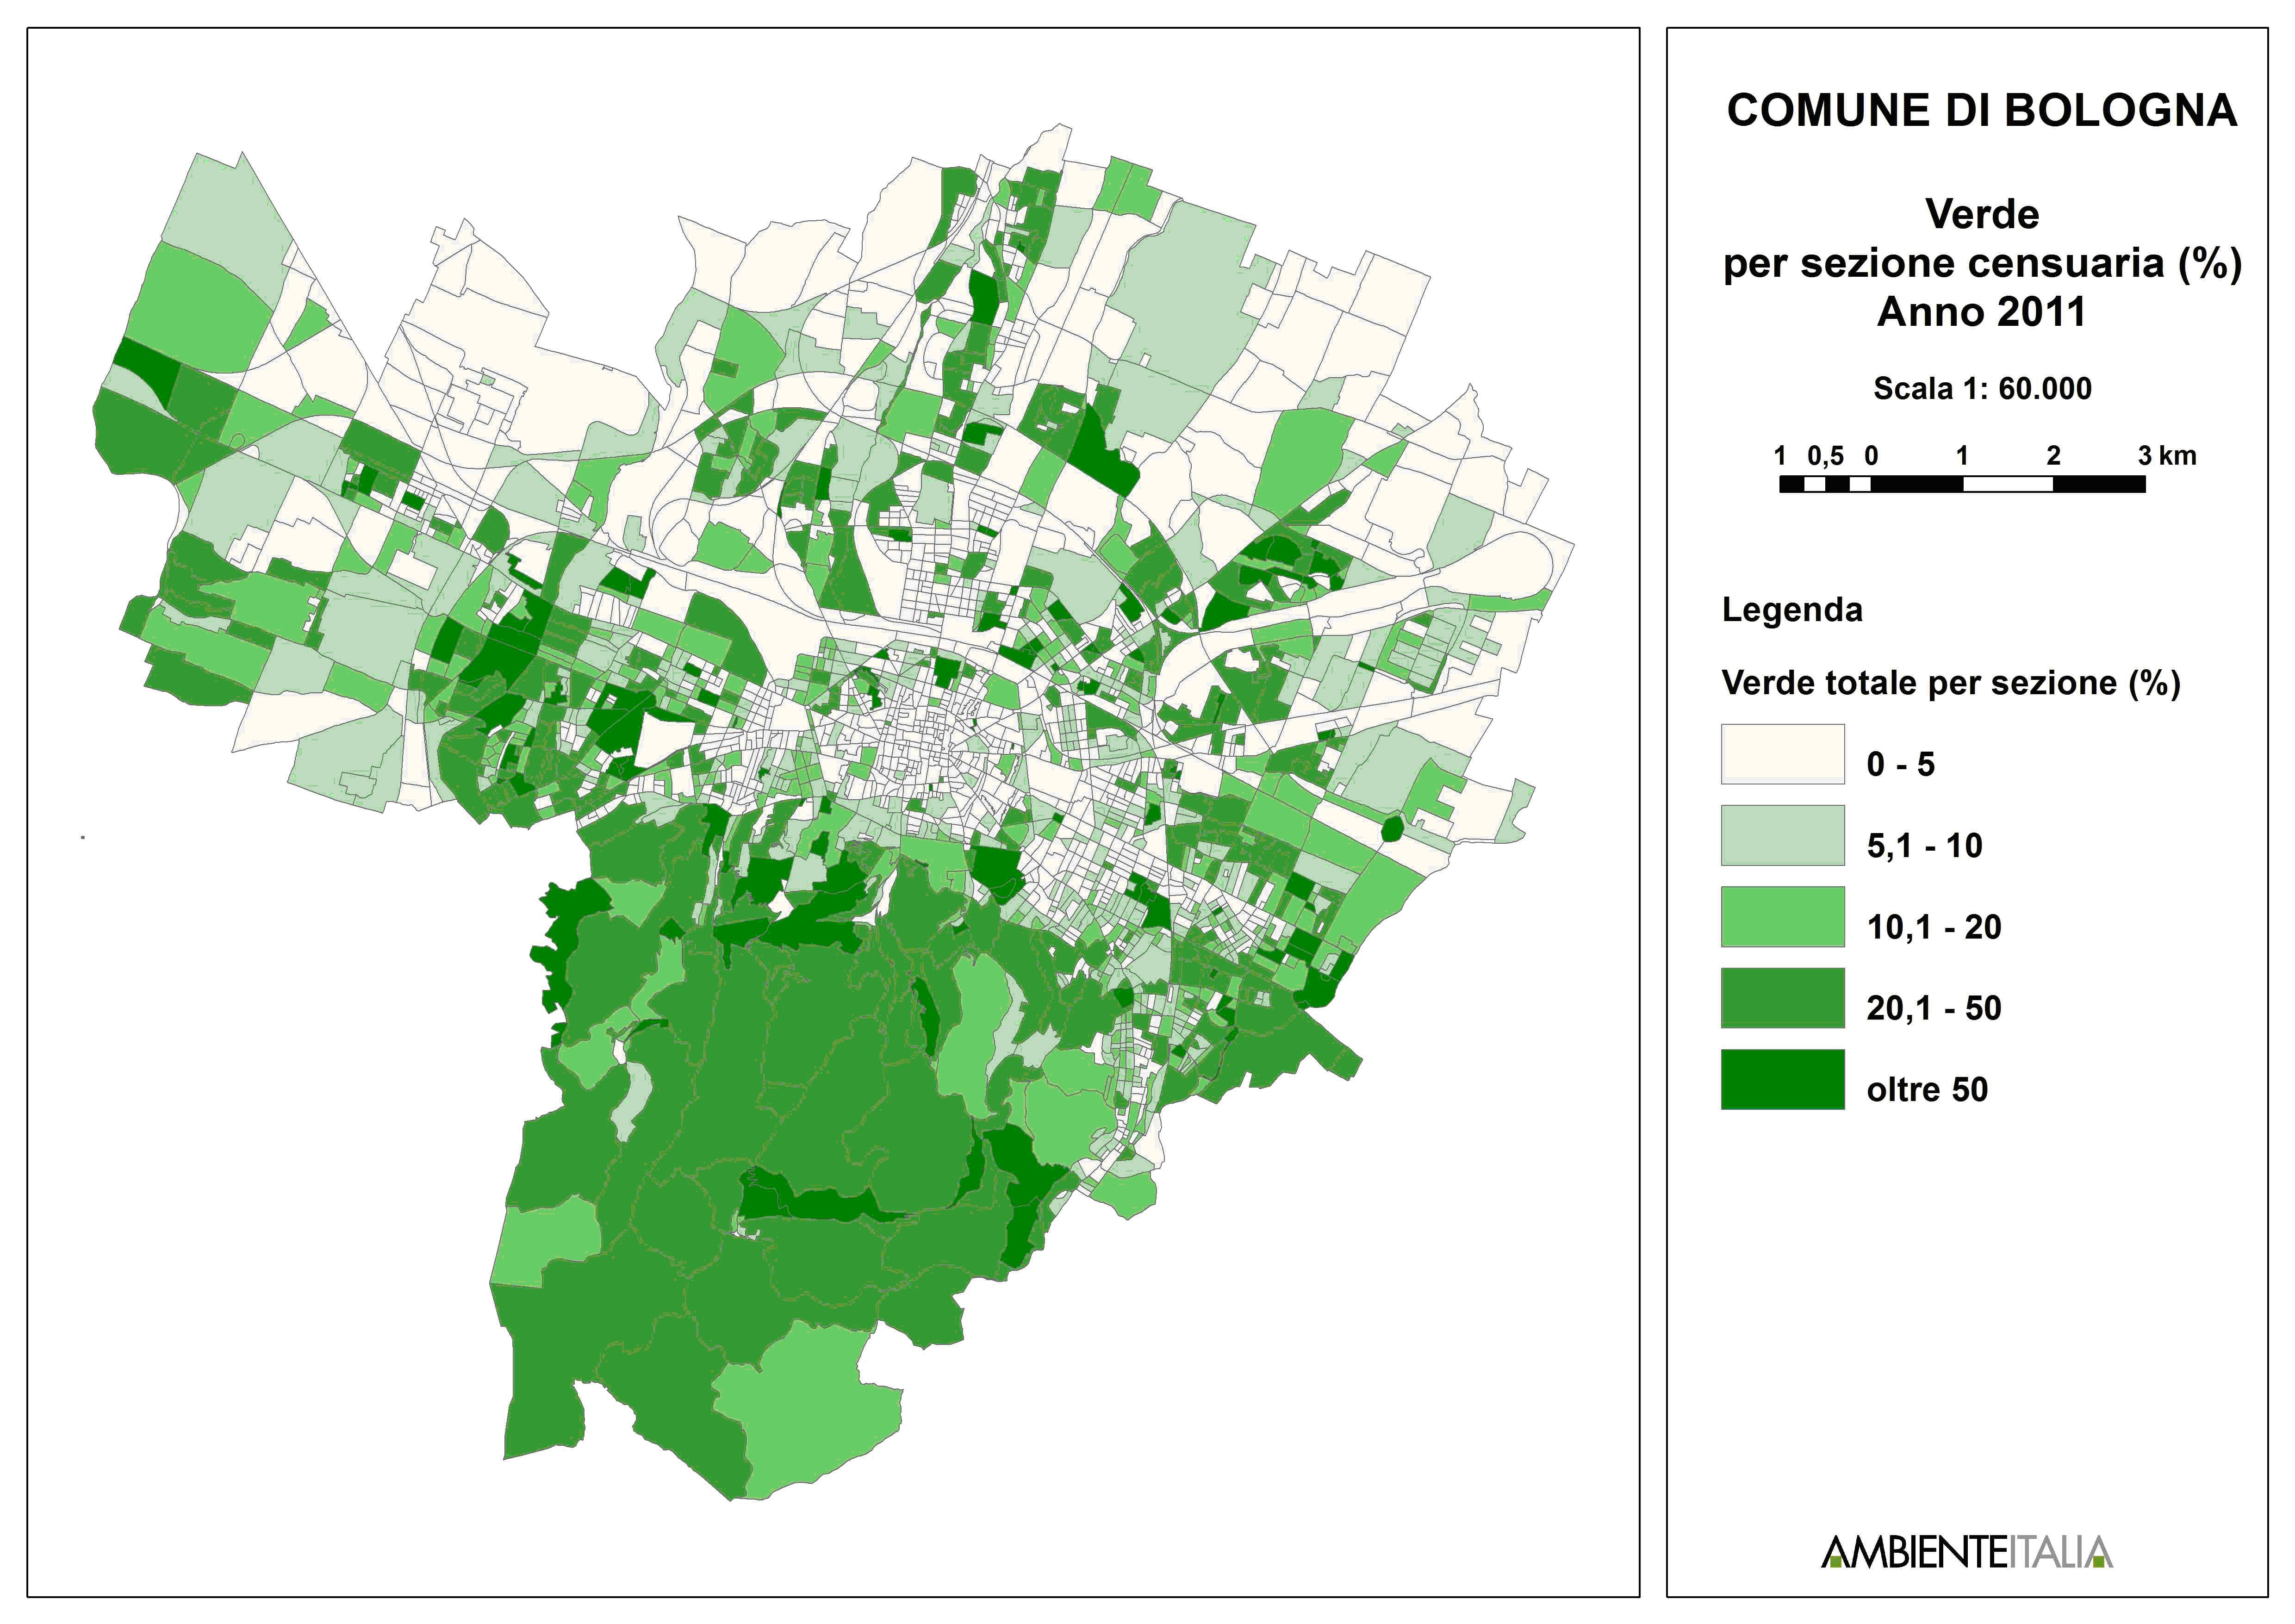 COMUNE DI BOLOGNA
Verde
per sezione censuaria (%)
Anno 2011
Scala 1: 60.000
1 0,5 0 1 2 3 km
Legenda
Verde totale per sezione (%)
0 - 5
5,1 - 10
10,1 - 20
20,1 - 50
oltre 50
AMBIENTEITALIA